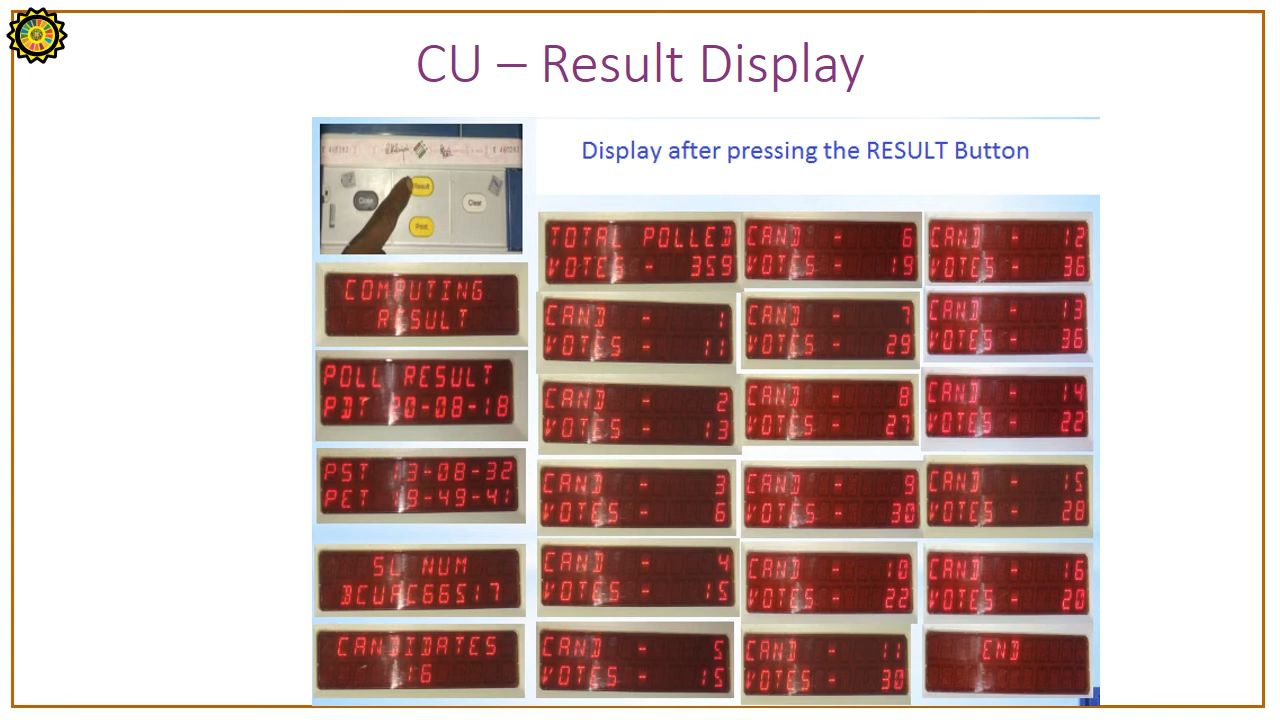 CU – Result Display
Display after pressing the RESULT Button
Result
Close
Clear
Print
COMPUTING
RESULT
POLL RESULT
PDT 20-08-18
PST 13-08-32
PET 19-49-41
SL NUM
BCUAC66517
CANDIDATES
16
TOTAL POLLED
VOTES - 359
CAND - 1
VOTES - 11
CAND - 2
VOTES - 13
CAND - 3
VOTES - 6
CAND - 4
VOTES - 15
CAND - 5
VOTES - 15
CAND - 6
VOTES - 19
CAND - 7
VOTES - 29
CAND - 8
VOTES - 27
CAND - 9
VOTES - 30
CAND - 10
VOTES - 22
CAND - 11
VOTES - 30
CAND - 12
VOTES - 36
CAND - 13
VOTES - 36
CAND - 14
VOTES - 22
CAND - 15
VOTES - 28
CAND - 16
VOTES - 20
END